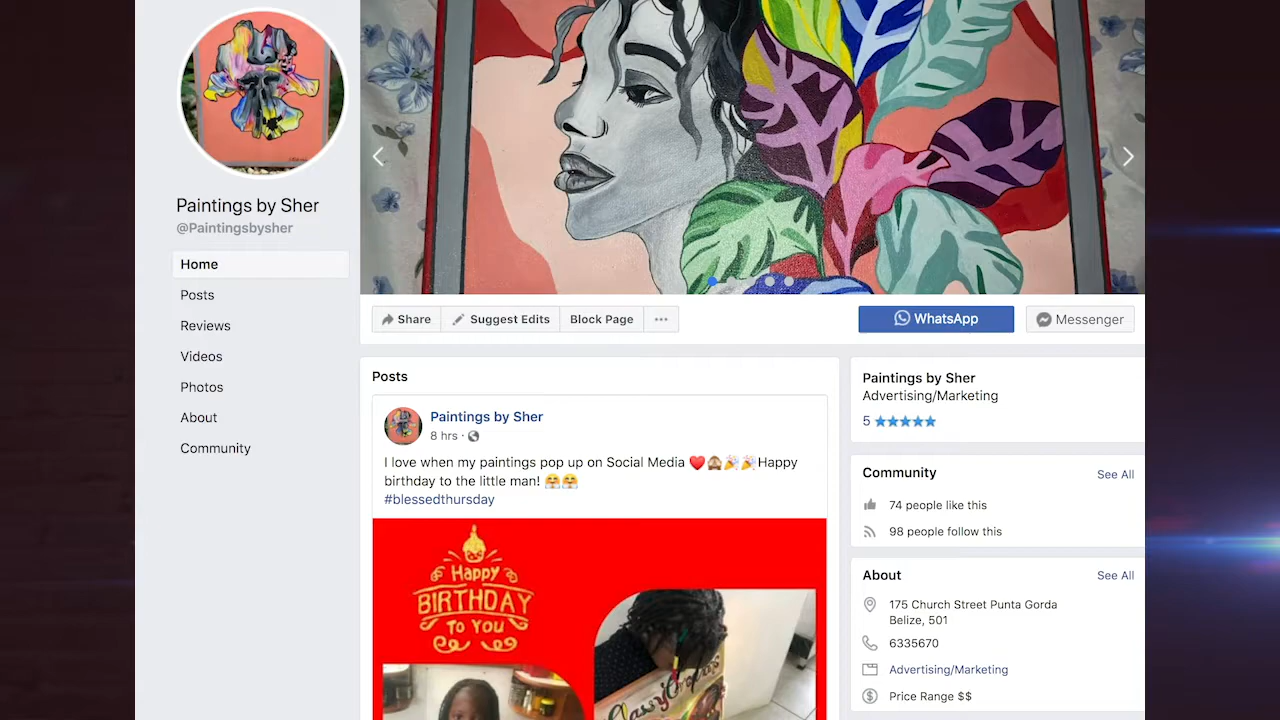 Paintings by Sher
@Paintingsbysher
Home
Posts
Reviews
Videos
Photos
About
Community
Share
Suggest Edits
Block Page
WhatsApp
Messenger
Posts
Paintings by Sher
8 hrs ·
I love when my paintings pop up on Social Media ❤️🙈🎉🎉Happy
birthday to the little man! 🤗🤗
#blessedthursday
Happy
BIRTHDAY
TO YOU
Paintings by Sher
Advertising/Marketing
5 ★★★★★
Community
See All
74 people like this
98 people follow this
About
See All
175 Church Street Punta Gorda
Belize, 501
6335670
Advertising/Marketing
Price Range $$